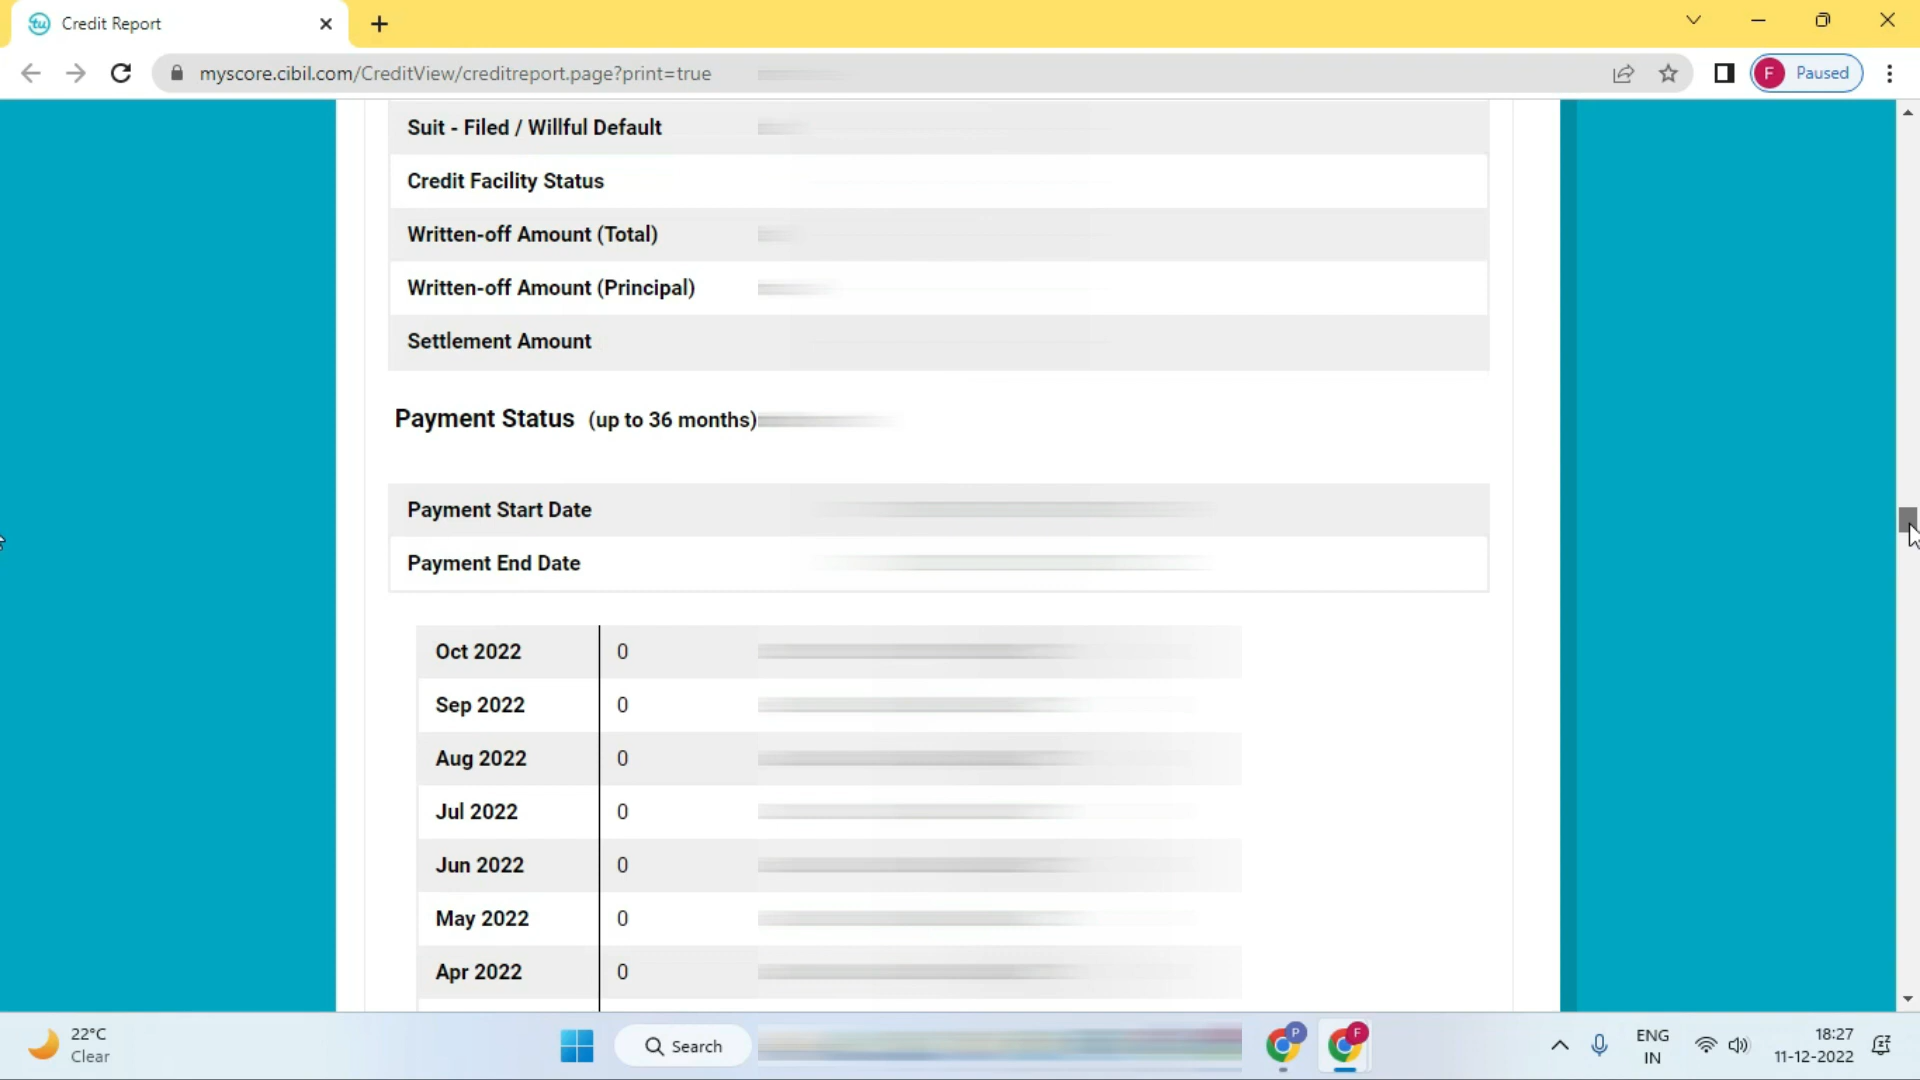 Credit Report
myscore.cibil.com/CreditView/creditreport.page?print=true
F Paused
Suit - Filed / Willful Default
Credit Facility Status
Written-off Amount (Total)
Written-off Amount (Principal)
Settlement Amount
Payment Status (up to 36 months)
Payment Start Date
Payment End Date
Oct 2022 0
Sep 2022 0
Aug 2022 0
Jul 2022 0
Jun 2022 0
May 2022 0
Apr 2022 0
22°C
Clear
Search
P
F
ENG
IN
18:27
11-12-2022